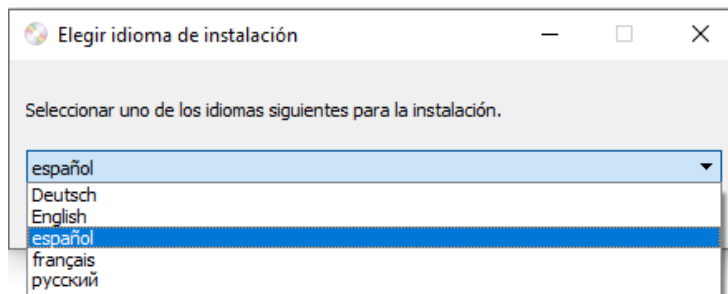 Elegir idioma de instalación
Seleccionar uno de los idiomas siguientes para la instalación.
español
Deutsch
English
español
français
русский